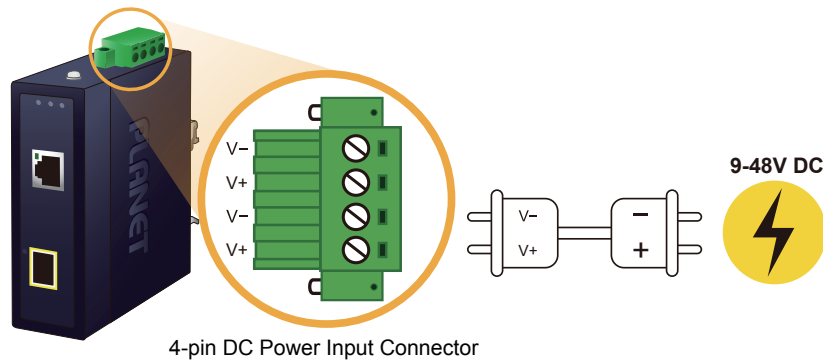 PLANET
V−
V+
V−
V+
V−
V+
−
+
9-48V DC
4-pin DC Power Input Connector